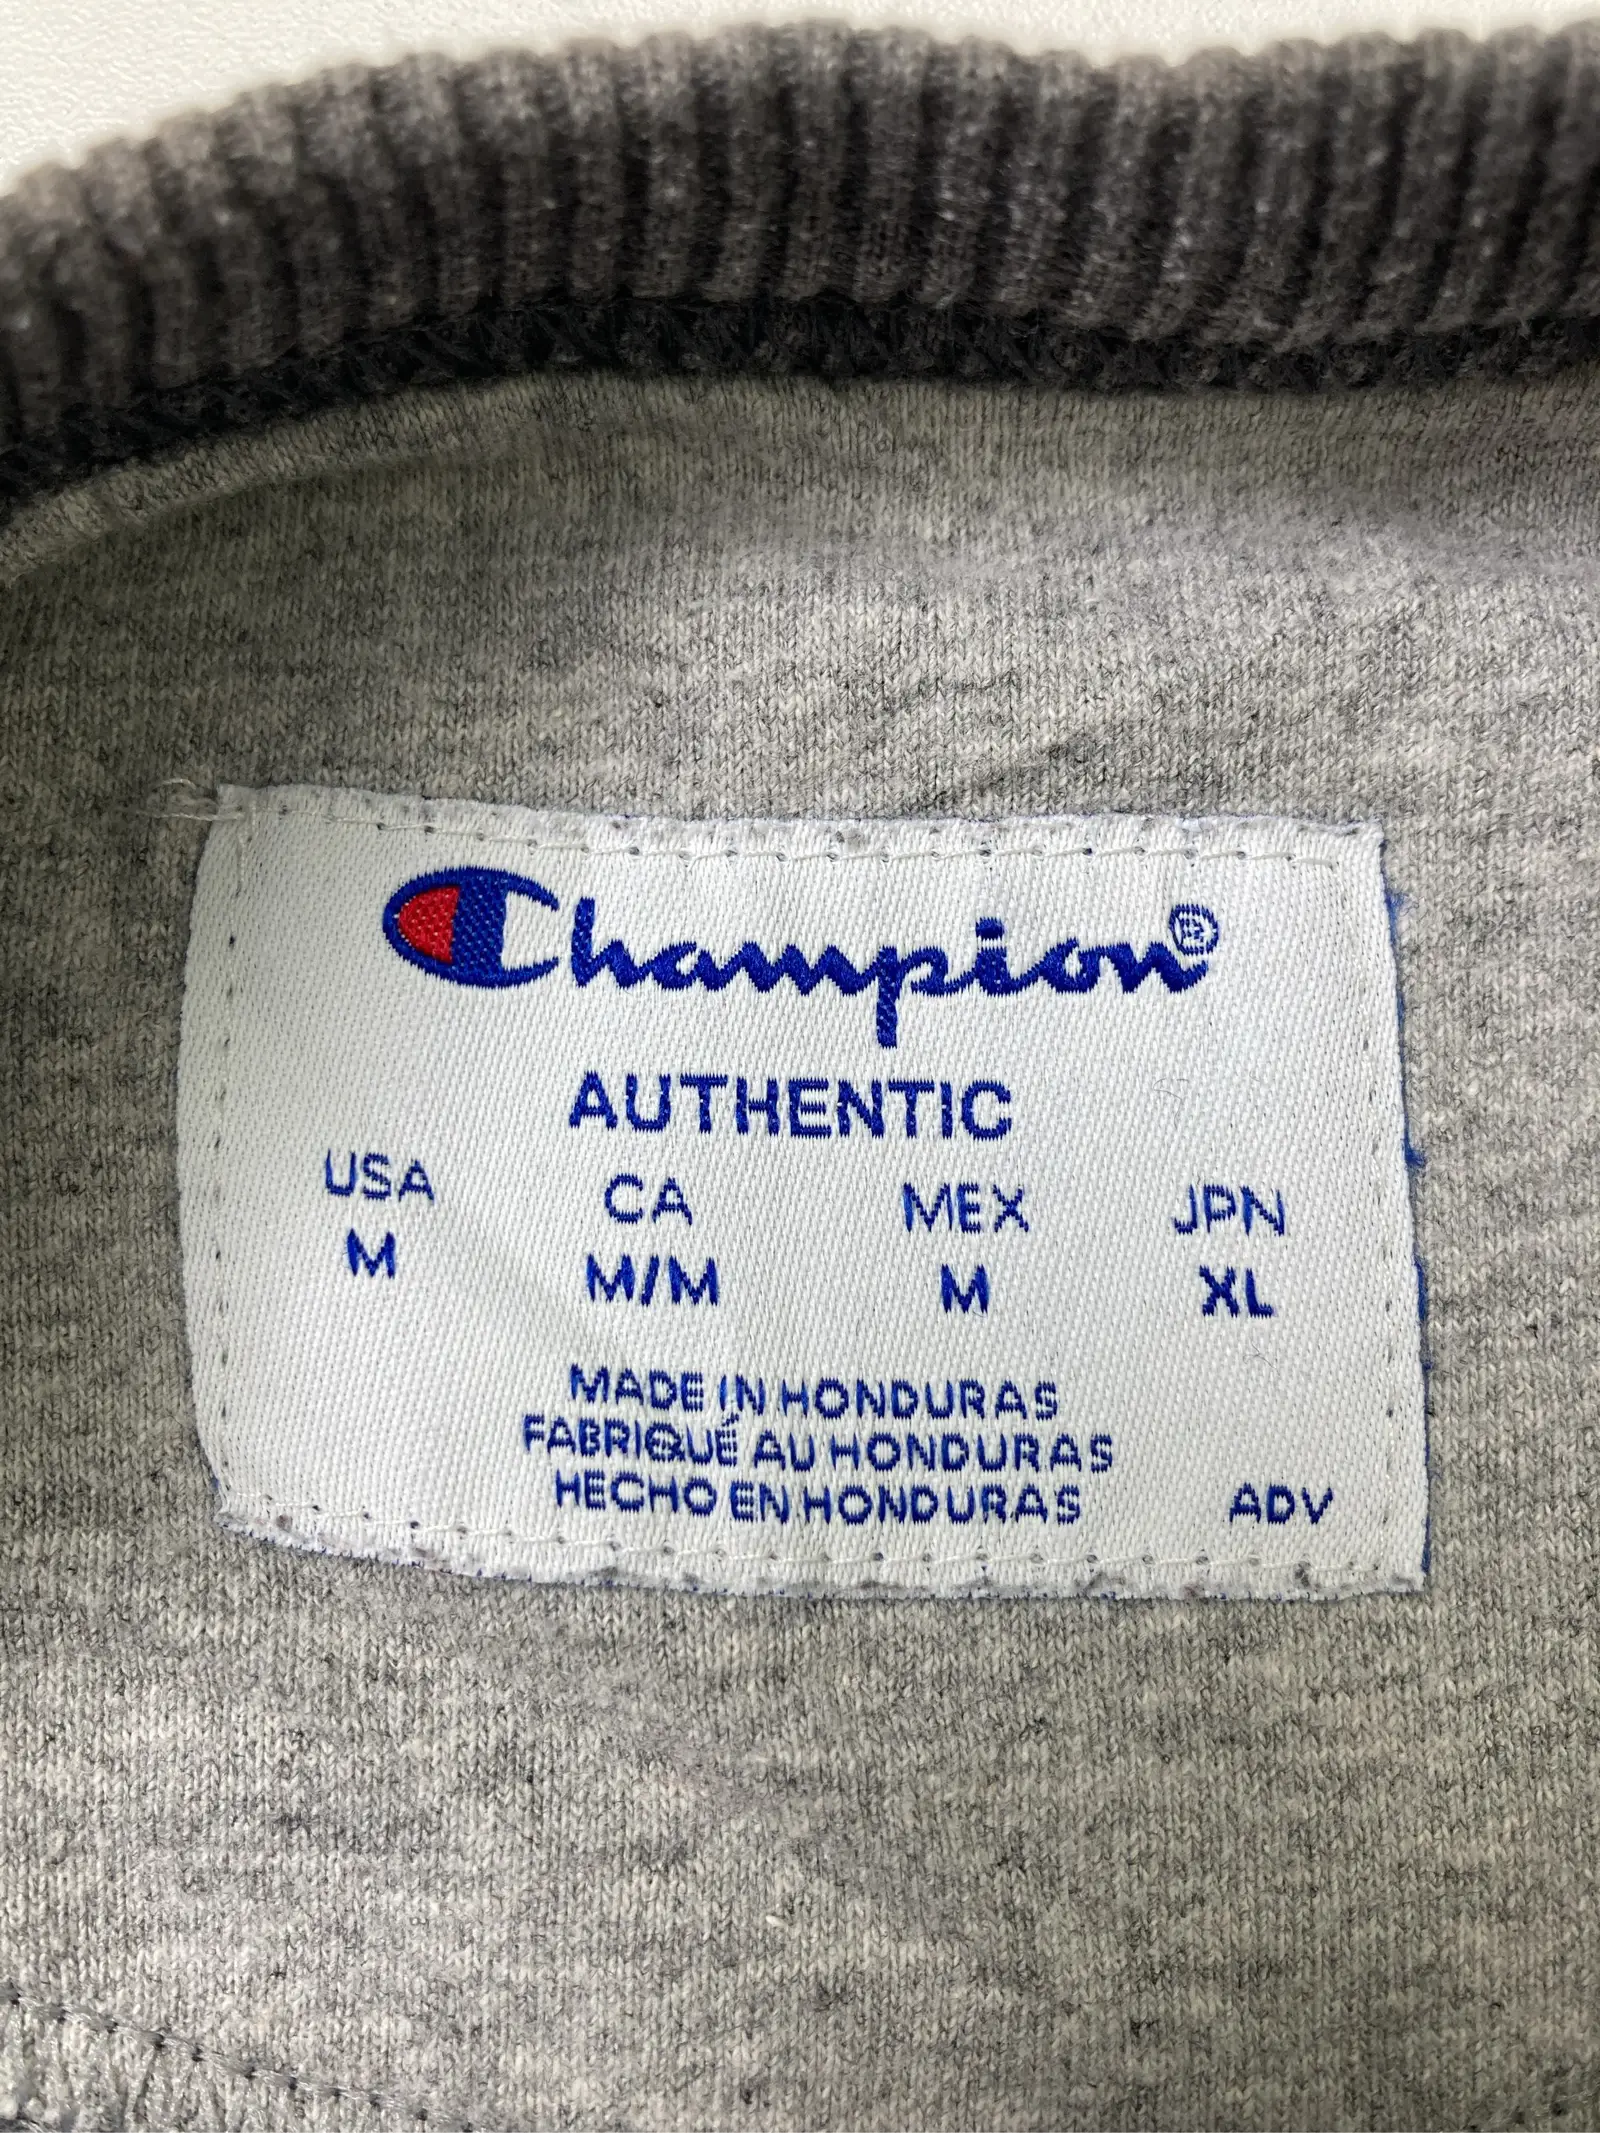 Champion®
AUTHENTIC
USA CA MEX JPN
M M/M M XL
MADE IN HONDURAS
FABRIQUÉ AU HONDURAS
HECHO EN HONDURAS ADV